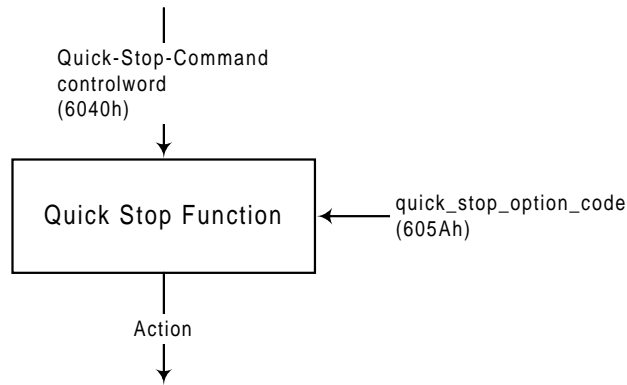 Quick-Stop-Command
controlword
(6040h)
Quick Stop Function
quick_stop_option_code
(605Ah)
Action